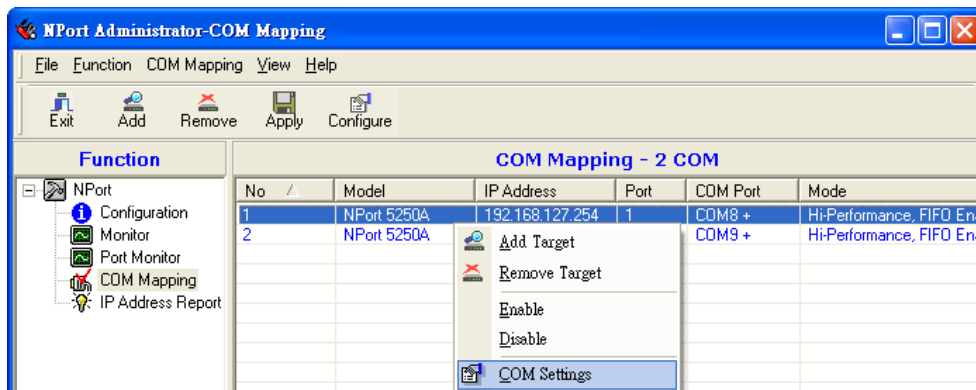 NPort Administrator-COM Mapping
File Function COM Mapping View Help
Exit Add Remove Apply Configure
Function
COM Mapping - 2 COM
NPort
Configuration
Monitor
Port Monitor
COM Mapping
IP Address Report
No Model IP Address Port COM Port Mode
1 NPort 5250A 192.168.127.254 1 COM8 + Hi-Performance, FIFO Ena
2 NPort 5250A COM9 + Hi-Performance, FIFO Ena
Add Target
Remove Target
Enable
Disable
COM Settings